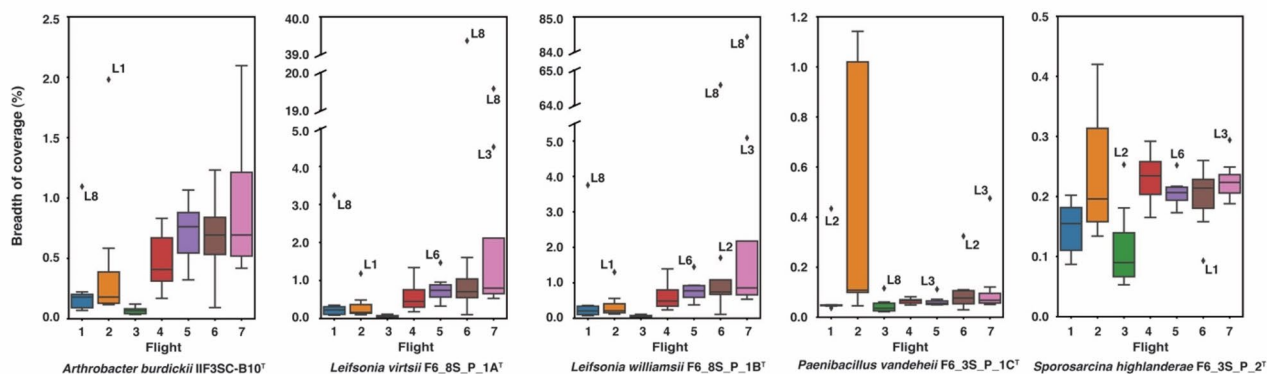 Breadth of coverage (%)
2.5
2.0
1.5
1.0
0.5
0.0
L8
L1
1 2 3 4 5 6 7
Flight
Arthrobacter burdickii IIF3SC-B10ᵀ
40.0
39.0
20.0
19.0
5.0
4.0
3.0
2.0
1.0
0.0
L8
L1
L6
L8
L8
L3
1 2 3 4 5 6 7
Flight
Leifsonia virtsii F6_8S_P_1Aᵀ
85.0
84.0
65.0
64.0
5.0
4.0
3.0
2.0
1.0
0.0
L8
L1
L6
L2
L8
L8
L3
1 2 3 4 5 6 7
Flight
Leifsonia williamsii F6_8S_P_1Bᵀ
1.2
1.0
0.8
0.6
0.4
0.2
0.0
L2
L8
L3
L2
L3
1 2 3 4 5 6 7
Flight
Paenibacillus vandeheii F6_3S_P_1Cᵀ
0.5
0.4
0.3
0.2
0.1
0.0
L2
L6
L1
L3
1 2 3 4 5 6 7
Flight
Sporosarcina highlanderae F6_3S_P_2ᵀ